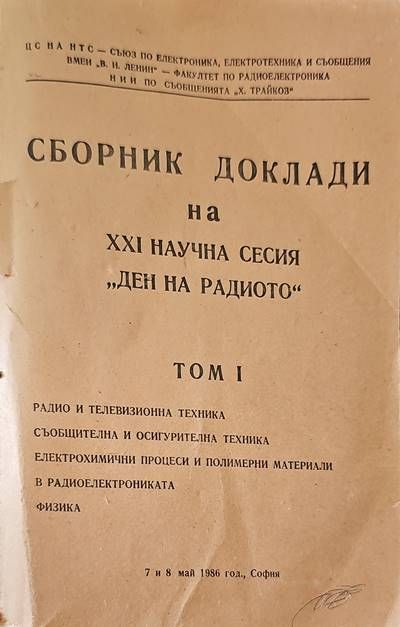 ЦС НА НТС — СЪЮЗ ПО ЕЛЕКТРОНИКА, ЕЛЕКТРОТЕХНИКА И СЪОБЩЕНИЯ
ВМЕИ „В. И. ЛЕНИН" — ФАКУЛТЕТ ПО РАДИОЕЛЕКТРОНИКА
НИИ ПО СЪОБЩЕНИЯТА „Х. ТРАЙКОЗ"
СБОРНИК ДОКЛАДИ
на
XXI НАУЧНА СЕСИЯ
„ДЕН НА РАДИОТО"
ТОМ I
РАДИО И ТЕЛЕВИЗИОННА ТЕХНИКА
СЪОБЩИТЕЛНА И ОСИГУРИТЕЛНА ТЕХНИКА
ЕЛЕКТРОХИМИЧНИ ПРОЦЕСИ И ПОЛИМЕРНИ МАТЕРИАЛИ
В РАДИОЕЛЕКТРОНИКАТА
ФИЗИКА
7 и 8 май 1986 год., София